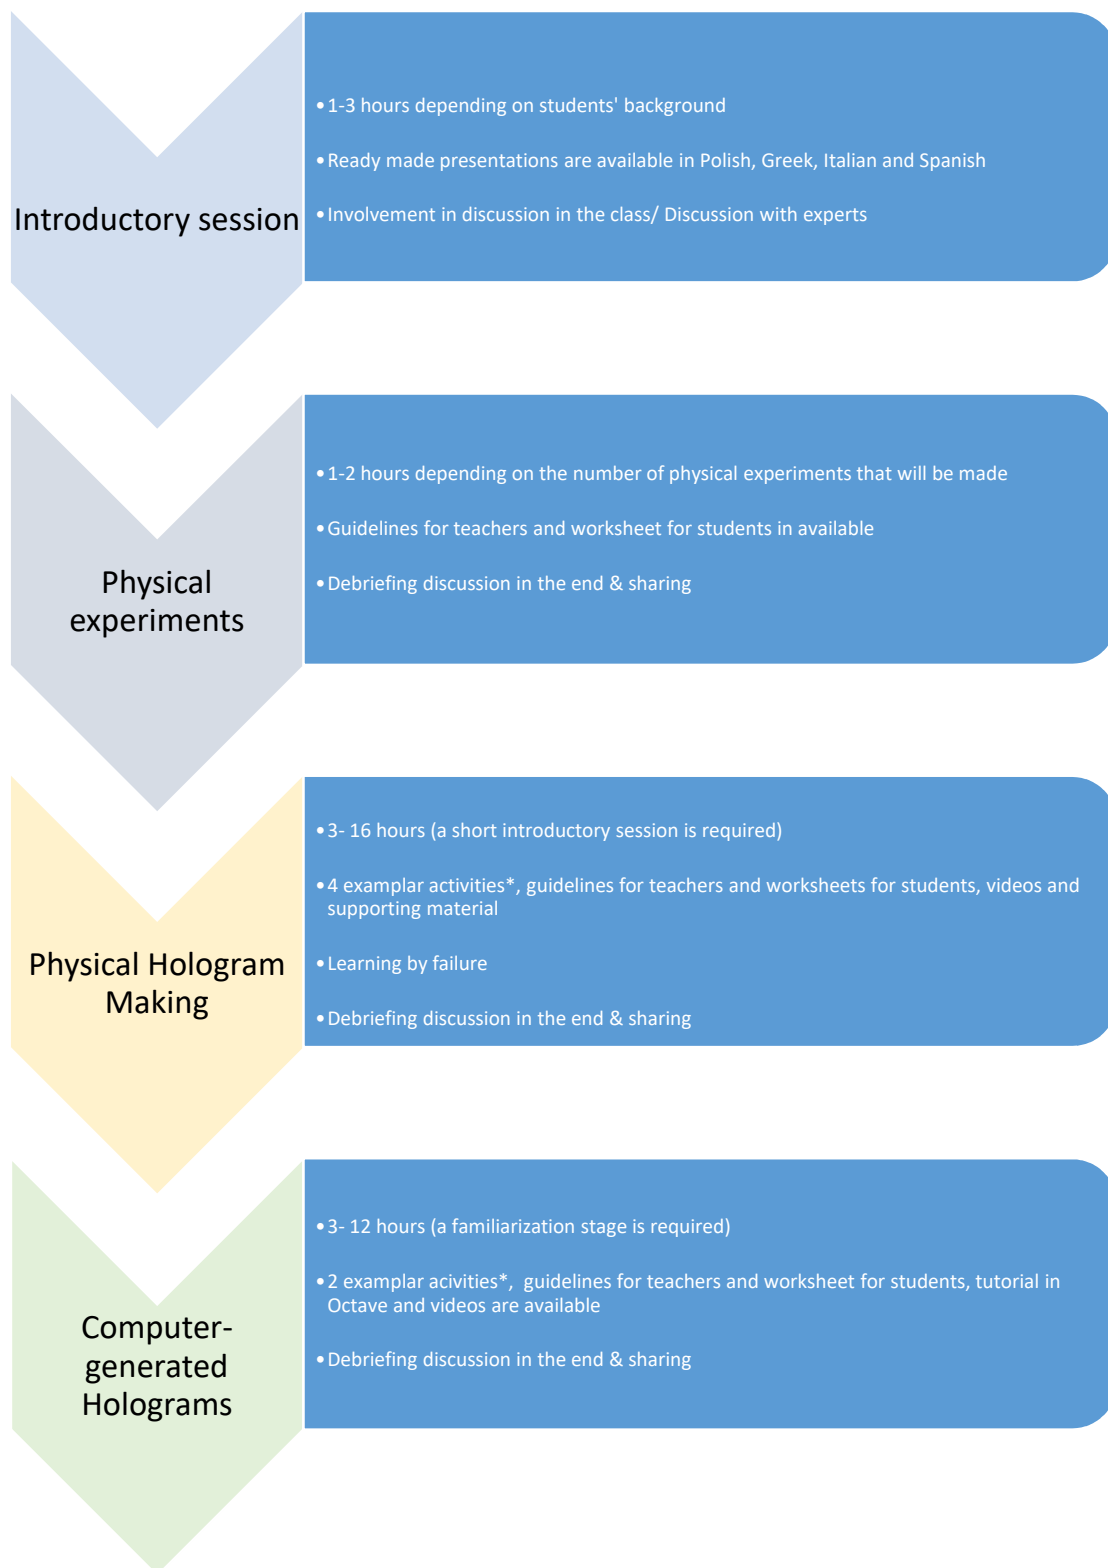 Introductory session
•1-3 hours depending on students' background
•Ready made presentations are available in Polish, Greek, Italian and Spanish
•Involvement in discussion in the class/ Discussion with experts
Physical
experiments
•1-2 hours depending on the number of physical experiments that will be made
•Guidelines for teachers and worksheet for students in available
•Debriefing discussion in the end & sharing
Physical Hologram
Making
•3- 16 hours (a short introductory session is required)
•4 examplar activities*, guidelines for teachers and worksheets for students, videos and
supporting material
•Learning by failure
•Debriefing discussion in the end & sharing
Computer-
generated
Holograms
•3- 12 hours (a familiarization stage is required)
•2 examplar acivities*,  guidelines for teachers and worksheet for students, tutorial in
Octave and videos are available
•Debriefing discussion in the end & sharing